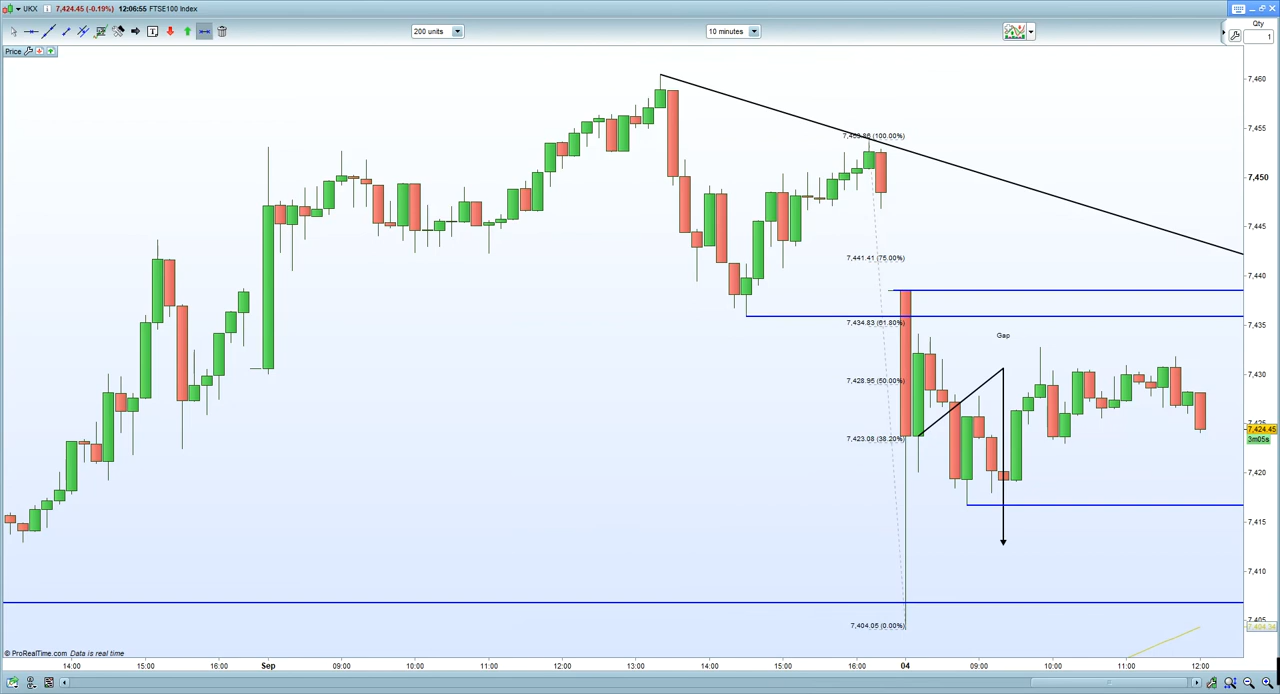 UKX 7,424.45 (-0.19%) 12:06:55 FTSE100 Index
200 units
10 minutes
Qty
1
Price
7,460
7,455
7,453.86 (100.00%)
7,450
7,445
7,441.41 (75.00%)
7,440
7,435
7,434.83 (61.80%)
Gap
7,430
7,428.95 (50.00%)
7,424.45
3m05s
7,423.08 (38.20%)
7,420
7,415
7,410
7,405
7,404.05 (0.00%)
© ProRealTime.com Data is real time
14:00 15:00 16:00 Sep 09:00 10:00 11:00 12:00 13:00 14:00 15:00 16:00 04 09:00 10:00 11:00 12:00